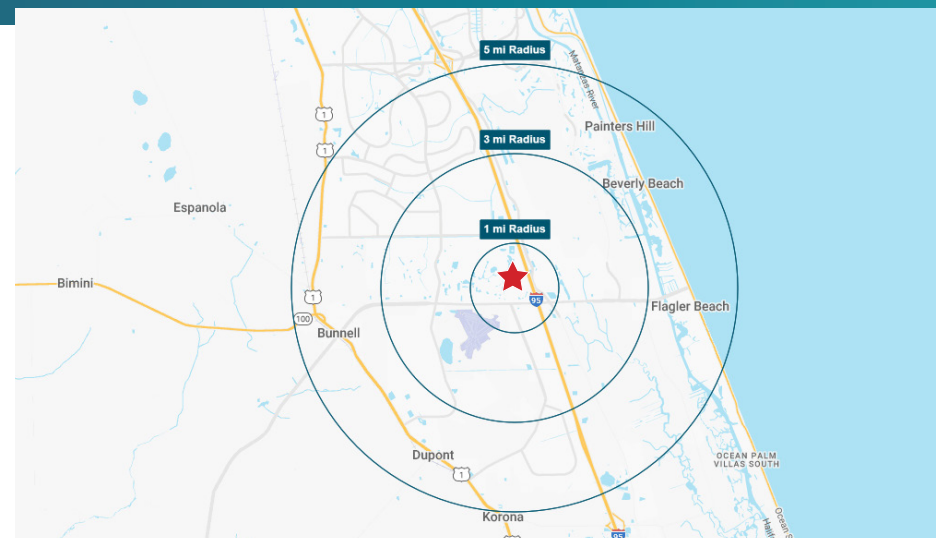 5 mi Radius
Matanzas River
Painters Hill
1
3 mi Radius
1
Beverly Beach
Espanola
1 mi Radius
Bimini
1
95
Flagler Beach
100
Bunnell
Dupont
OCEAN PALM
VILLAS SOUTH
1
Korona
95